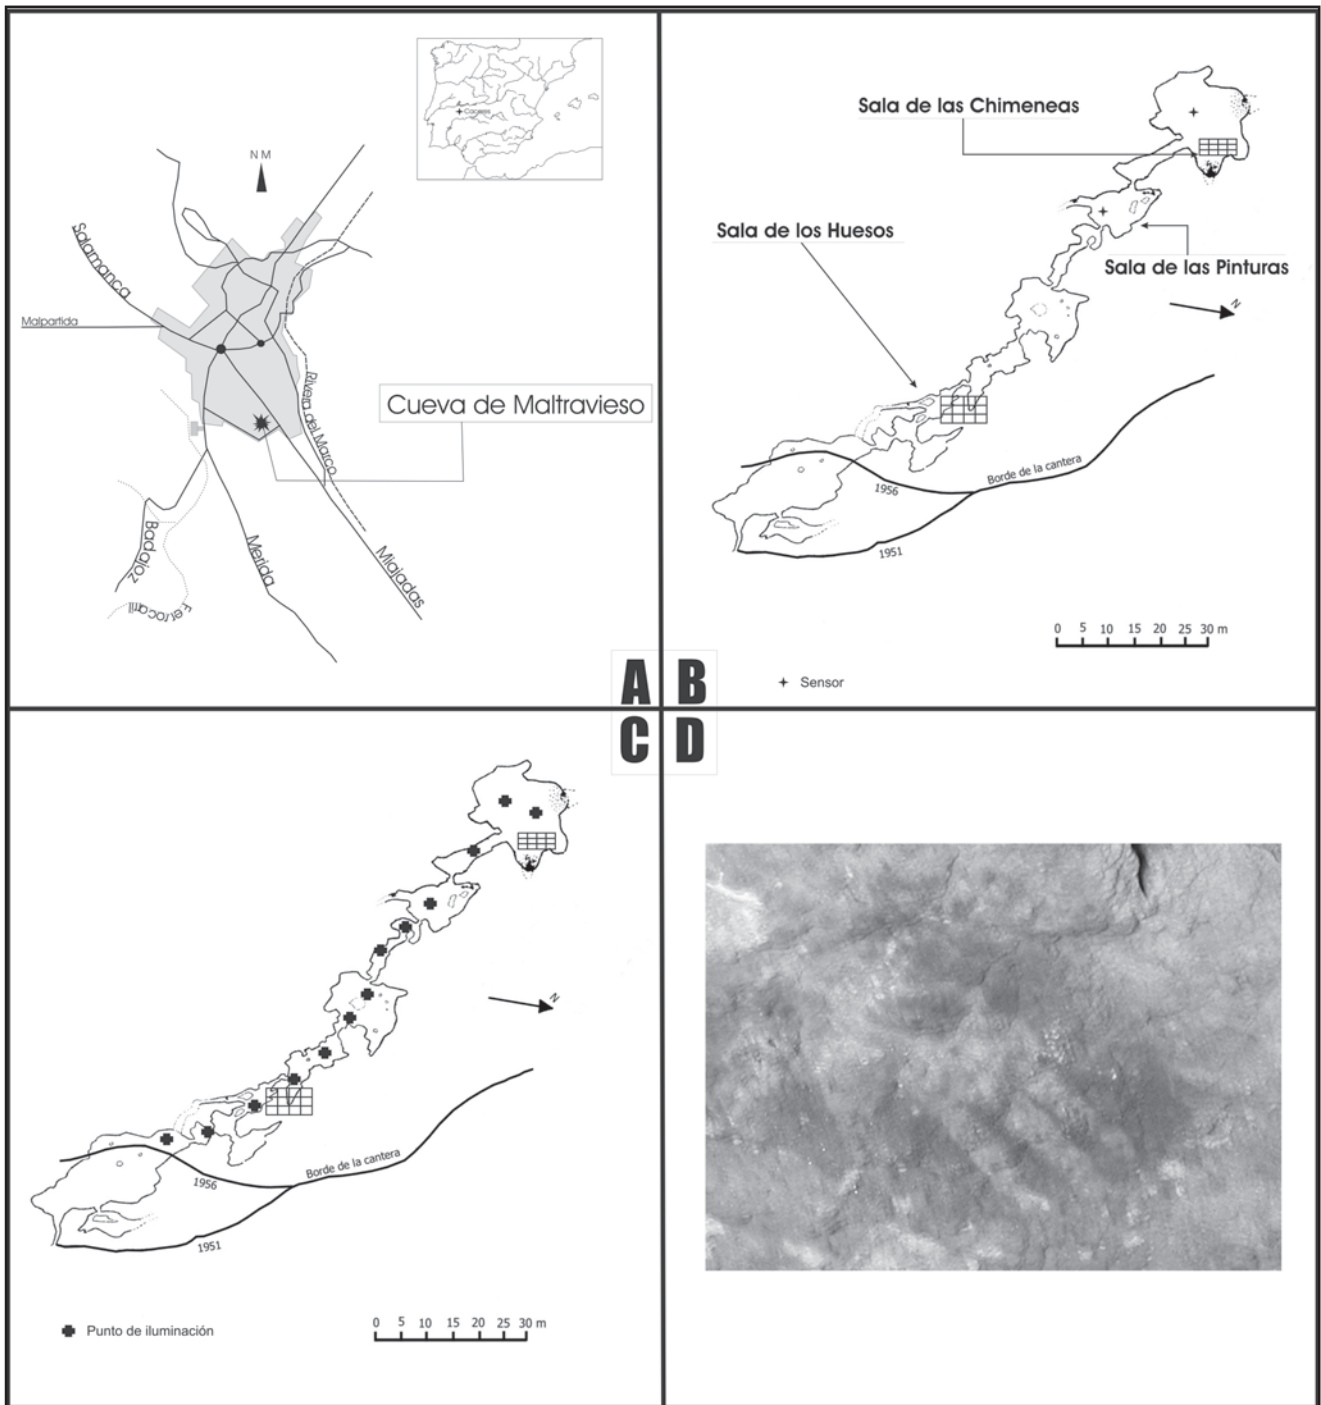 Caceres
N M
Salamanca
Malpartida
Rivera del Marco
Cueva de Maltravieso
Badajoz
Ferrocarril
Merida
Miajadas
Sala de las Chimeneas
Sala de los Huesos
Sala de las Pinturas
N
Borde de la cantera
1956
1951
0 5 10 15 20 25 30 m
Sensor
A B
C D
N
Borde de la cantera
1956
1951
Punto de iluminación
0 5 10 15 20 25 30 m